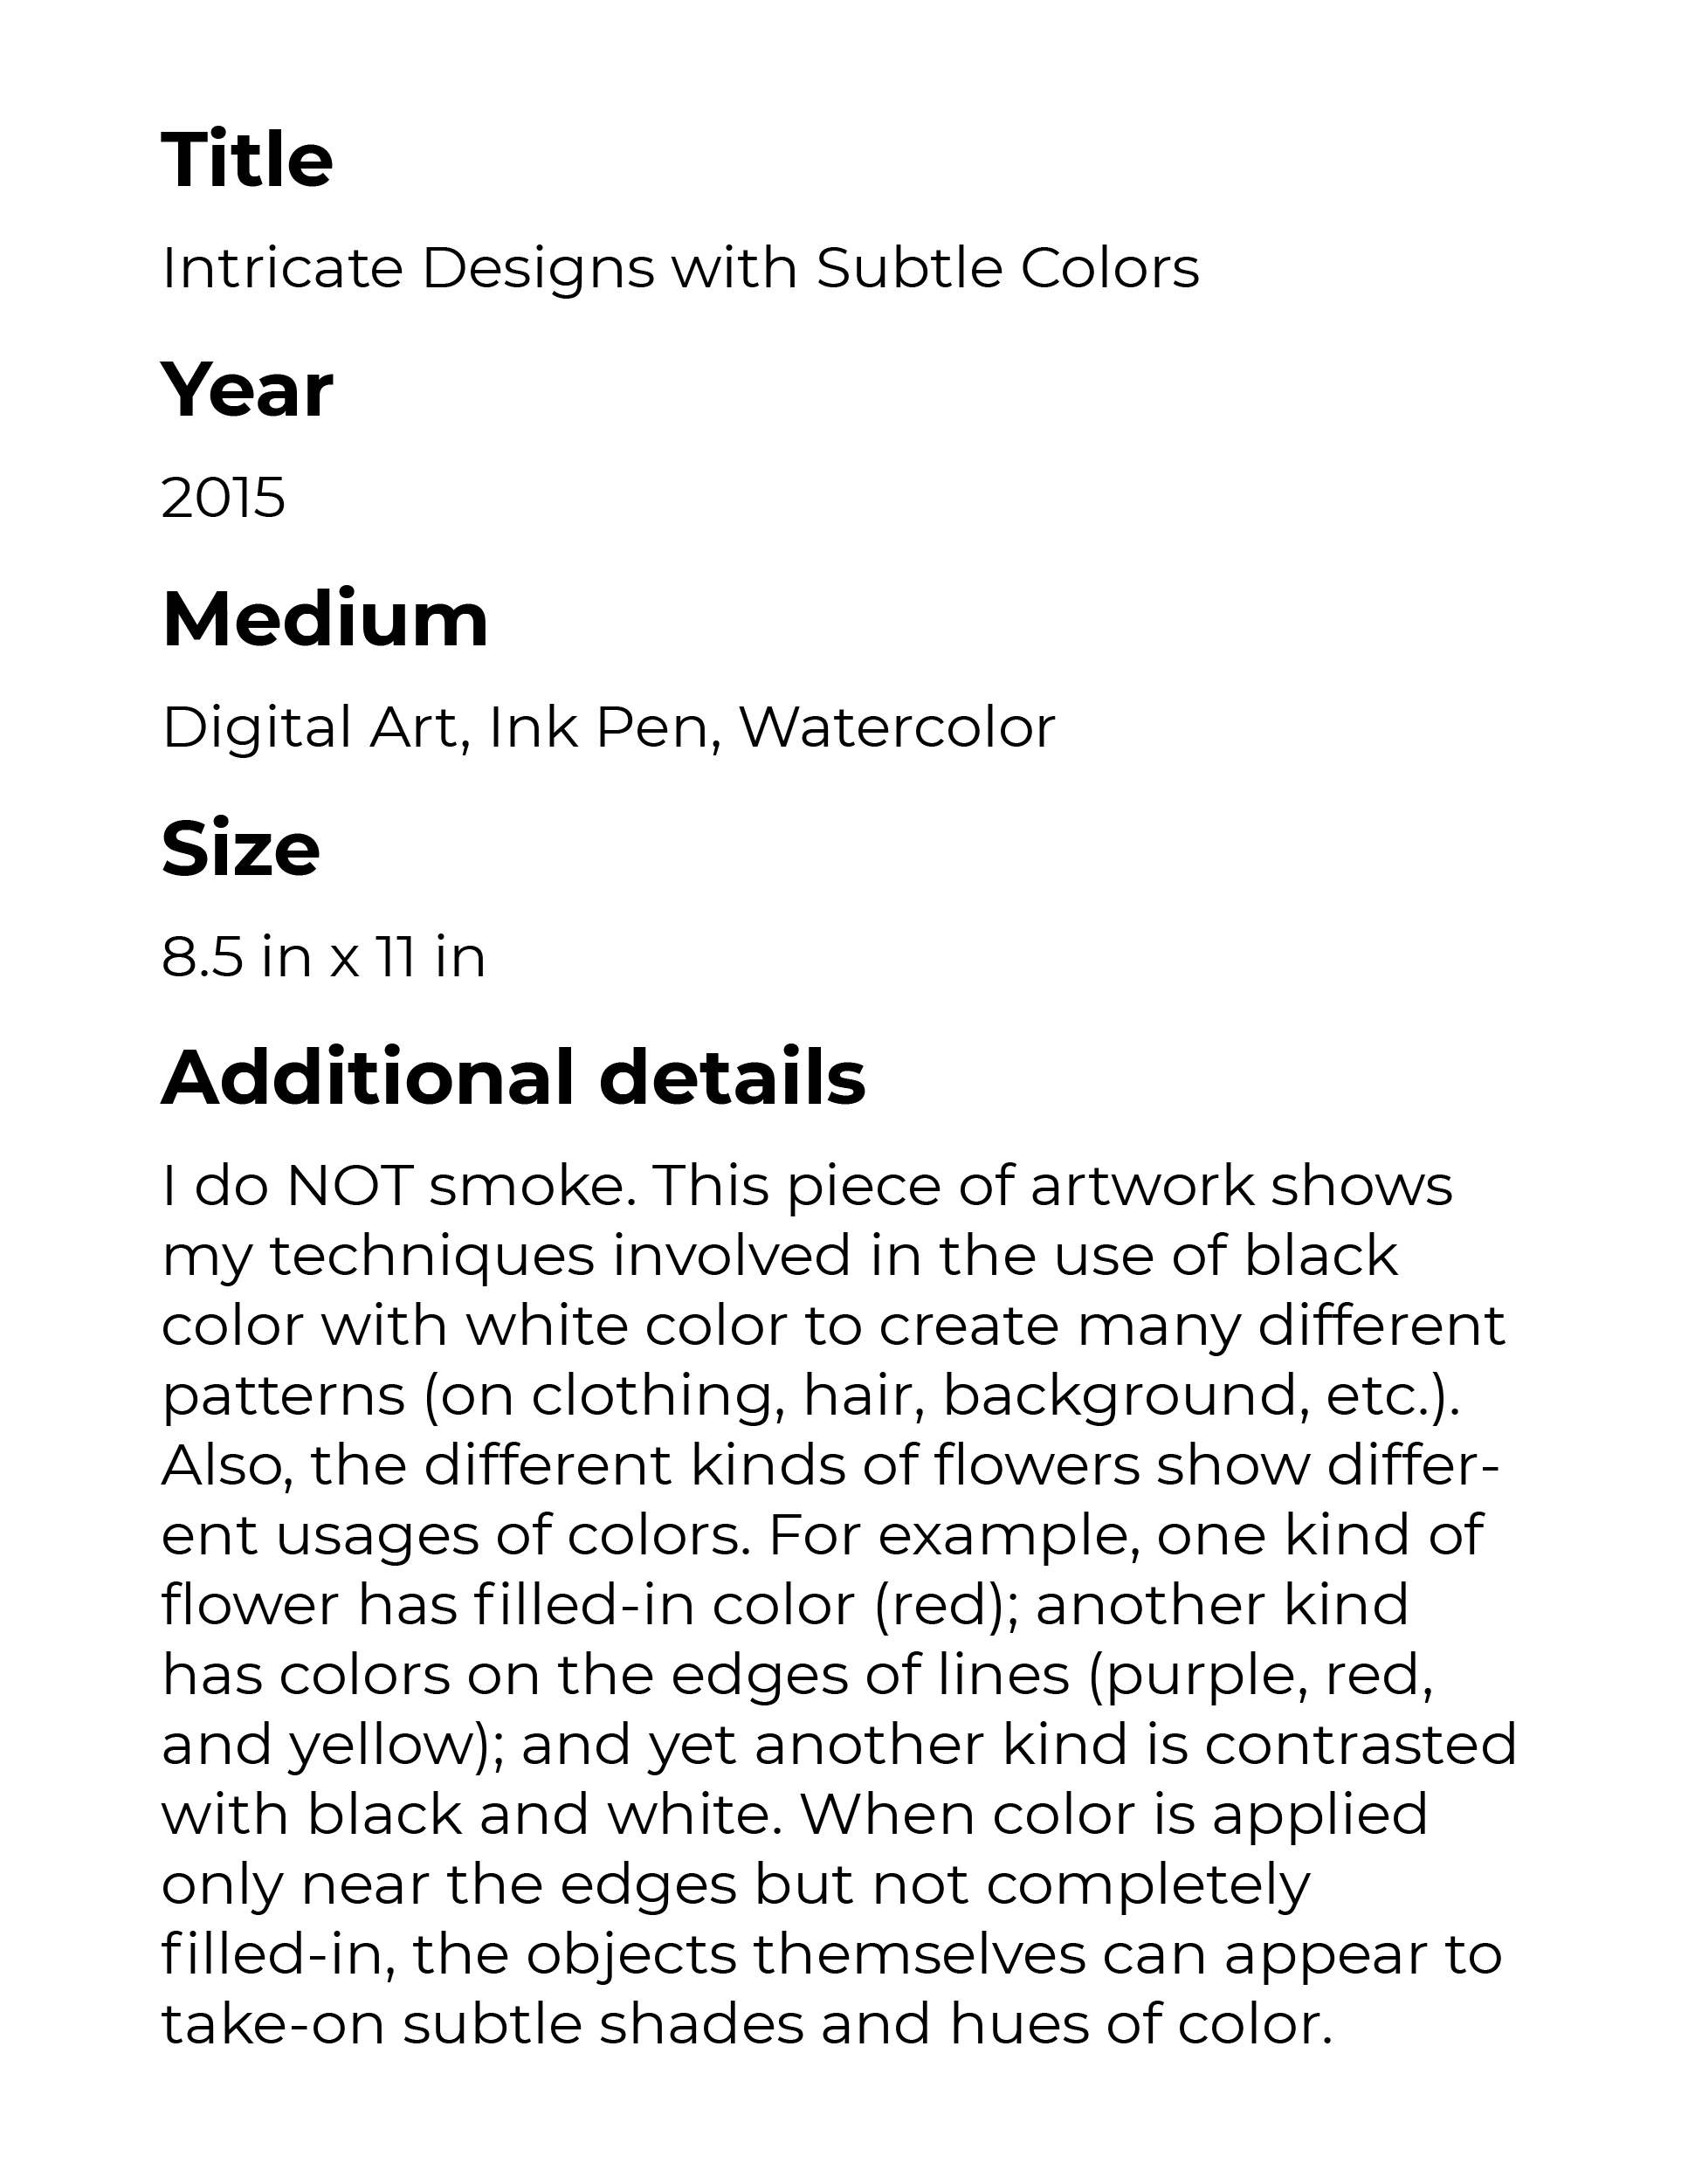 Title
Intricate Designs with Subtle Colors
Year
2015
Medium
Digital Art, Ink Pen, Watercolor
Size
8.5 in x 11 in
Additional details
I do NOT smoke. This piece of artwork shows
my techniques involved in the use of black
color with white color to create many different
patterns (on clothing, hair, background, etc.).
Also, the different kinds of flowers show differ-
ent usages of colors. For example, one kind of
flower has filled-in color (red); another kind
has colors on the edges of lines (purple, red,
and yellow); and yet another kind is contrasted
with black and white. When color is applied
only near the edges but not completely
filled-in, the objects themselves can appear to
take-on subtle shades and hues of color.